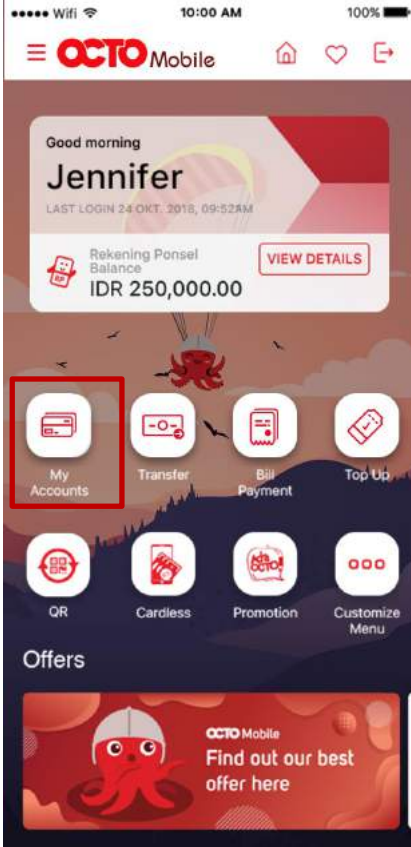 Wifi 10:00 AM 100%
OCTO Mobile
Good morning
Jennifer
LAST LOGIN 24 OKT. 2018, 09:52AM
Rekening Ponsel
Balance
IDR 250,000.00
VIEW DETAILS
RP
My
Accounts
Transfer
Bill
Payment
Top Up
QR
Cardless
Promotion
Customize
Menu
Offers
OCTO Mobile
Find out our best
offer here